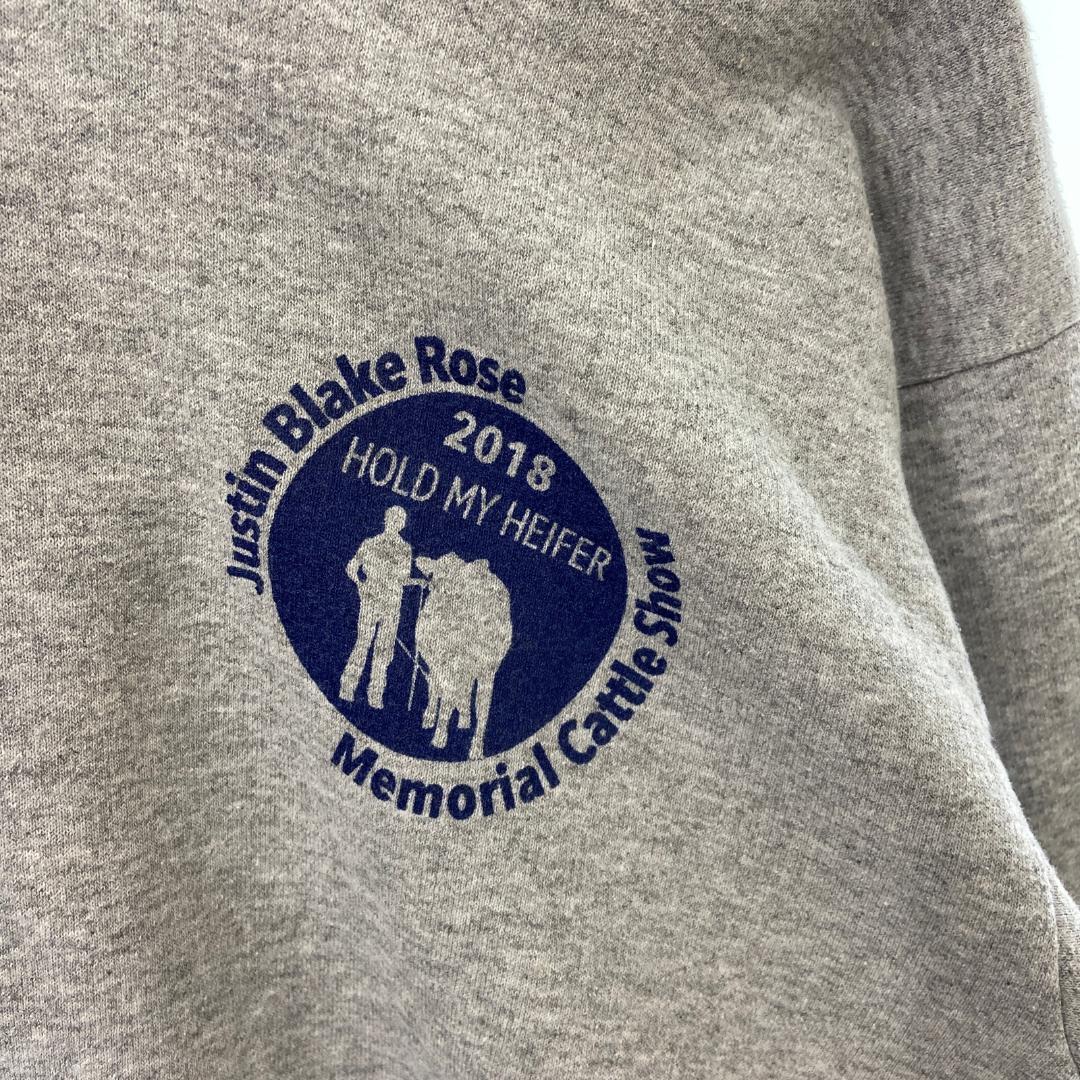 Justin Blake Rose
2018
HOLD MY HEIFER
Memorial Cattle Show